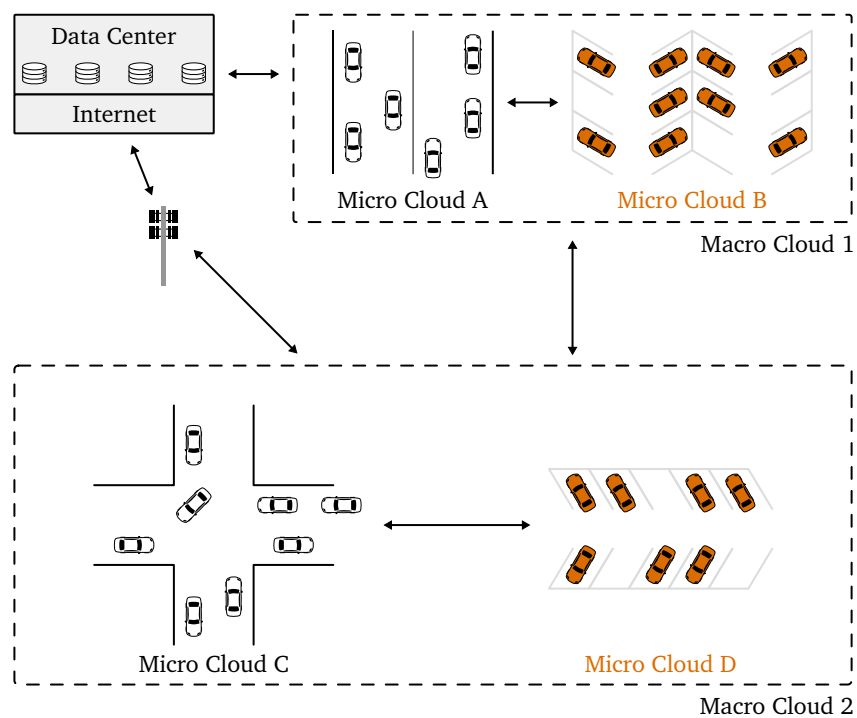 Data Center
Internet
Micro Cloud A
Micro Cloud B
Macro Cloud 1
Micro Cloud C
Micro Cloud D
Macro Cloud 2